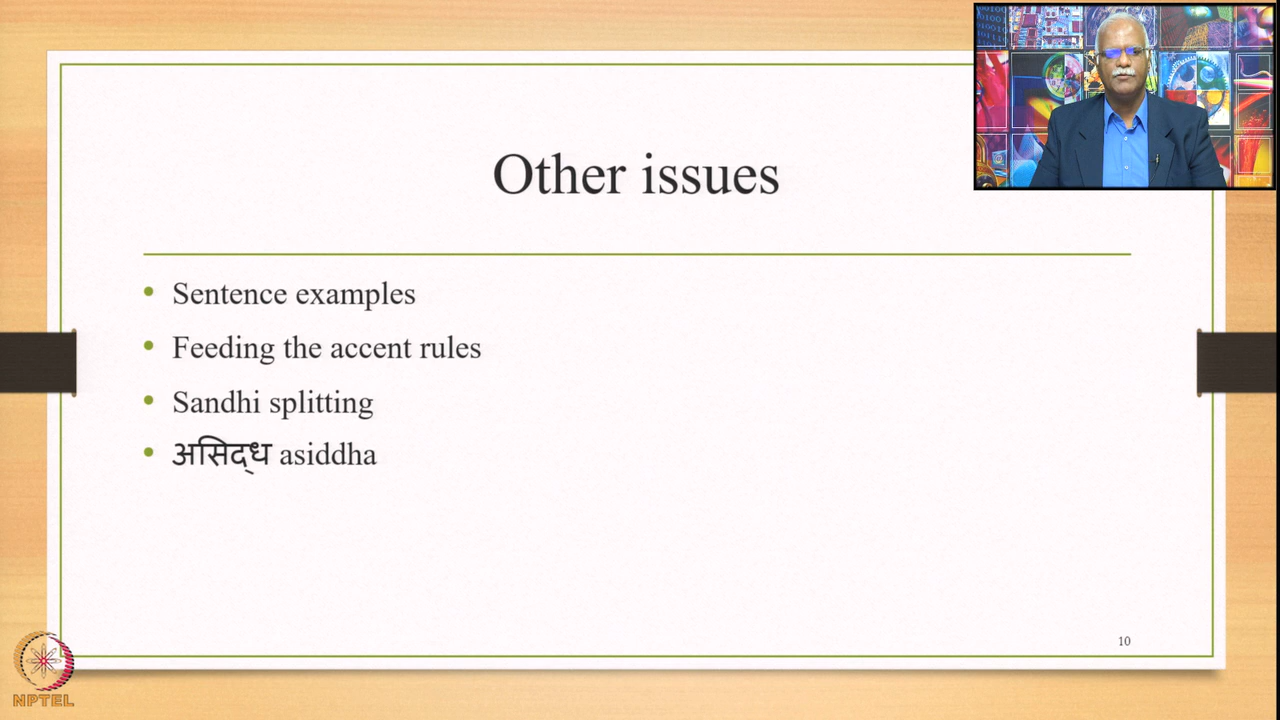 Other issues
• Sentence examples
• Feeding the accent rules
• Sandhi splitting
• असिद्ध asiddha
10
NPTEL